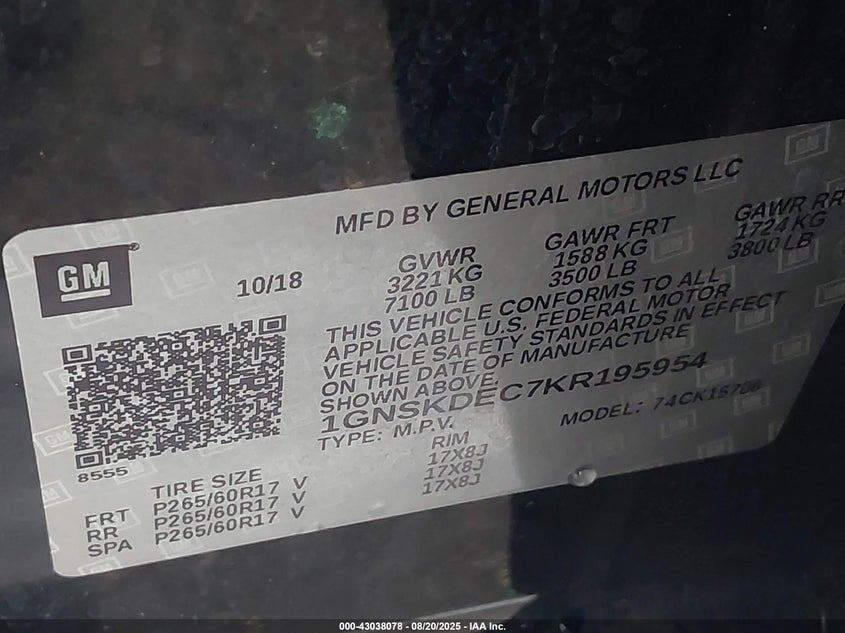 MFD BY GENERAL MOTORS LLC
GM
10/18
GVWR
3221 KG
7100 LB
GAWR FRT
1588 KG
3500 LB
GAWR RR
1724 KG
3800 LB
THIS VEHICLE CONFORMS TO ALL
APPLICABLE U.S. FEDERAL MOTOR
VEHICLE SAFETY STANDARDS IN EFFECT
ON THE DATE OF MANUFACTURE
SHOWN ABOVE.
1GNSKDEC7KR195954
TYPE: M.P.V.
MODEL: 74CK15706
8555
TIRE SIZE
RIM
FRT P265/60R17 V 17X8J
RR P265/60R17 V 17X8J
SPA P265/60R17 V 17X8J
000-43038078 - 08/20/2025 - IAA Inc.